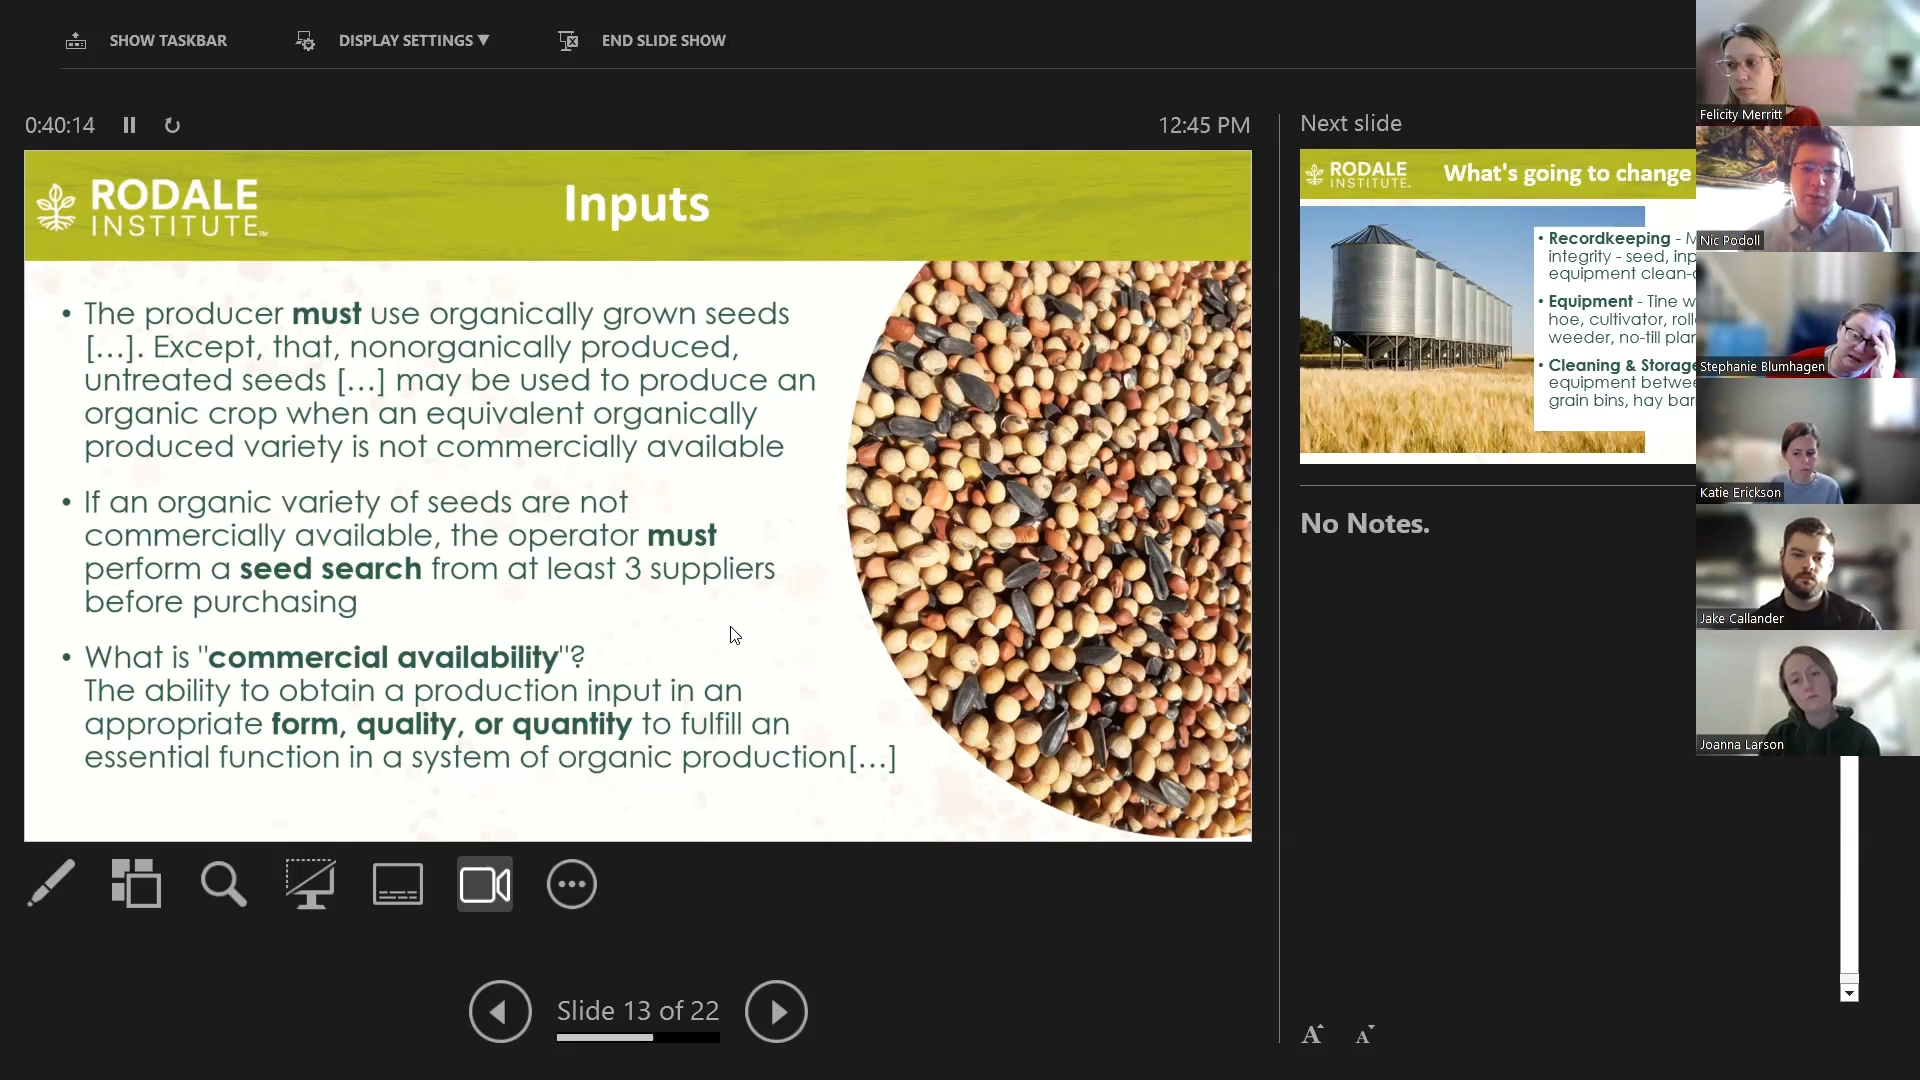 SHOW TASKBAR
DISPLAY SETTINGS ▼
END SLIDE SHOW
0:40:14
12:45 PM
RODALE
INSTITUTE™
Inputs
• The producer must use organically grown seeds
[...]. Except, that, nonorganically produced,
untreated seeds [...] may be used to produce an
organic crop when an equivalent organically
produced variety is not commercially available
• If an organic variety of seeds are not
commercially available, the operator must
perform a seed search from at least 3 suppliers
before purchasing
• What is "commercial availability"?
The ability to obtain a production input in an
appropriate form, quality, or quantity to fulfill an
essential function in a system of organic production[...]
Slide 13 of 22
Next slide
RODALE
INSTITUTE
What's going to change
• Recordkeeping - M
integrity - seed, inp
equipment clean-
• Equipment - Tine w
hoe, cultivator, roll
weeder, no-till plan
• Cleaning & Storage
equipment betwee
grain bins, hay bar
No Notes.
A A
Felicity Merritt
Nic Podoll
Stephanie Blumhagen
Katie Erickson
Jake Callander
Joanna Larson